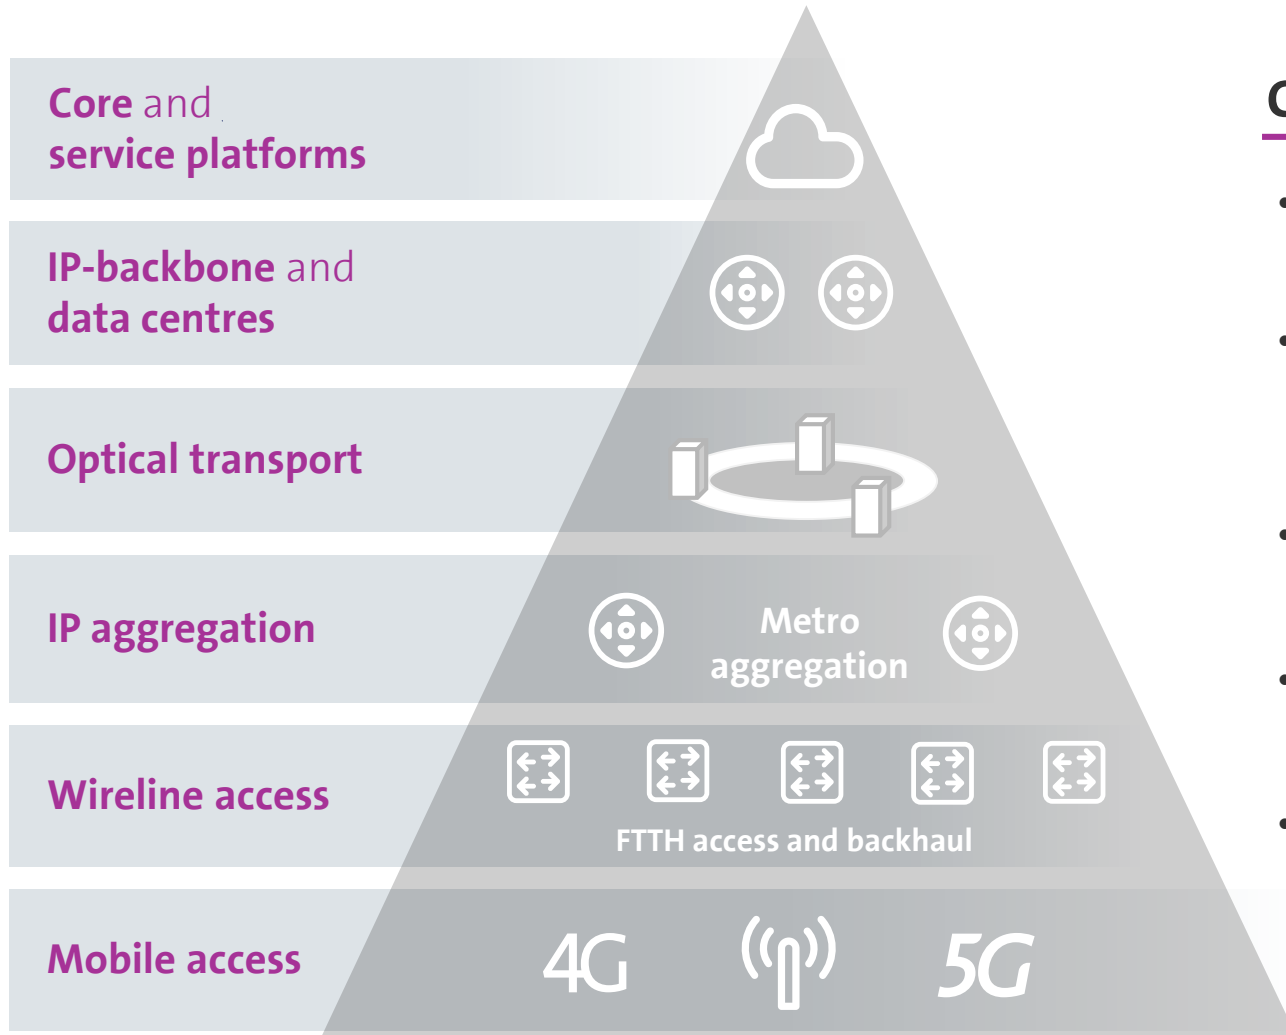 Core and
service platforms
IP-backbone and
data centres
Optical transport
IP aggregation
Metro
aggregation
Wireline access
FTTH access and backhaul
Mobile access
4G
5G